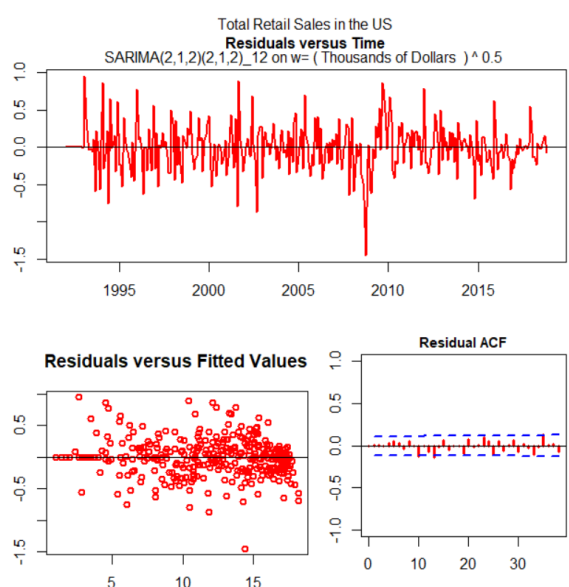 Total Retail Sales in the US
Residuals versus Time
SARIMA(2,1,2)(2,1,2)_12 on w= ( Thousands of Dollars ) ^ 0.5
1.0
0.5
0.0
-0.5
-1.5
1995 2000 2005 2010 2015
Residuals versus Fitted Values
0.5
-0.5
-1.5
5 10 15
Residual ACF
1.0
0.5
0.0
-0.5
-1.0
0 10 20 30